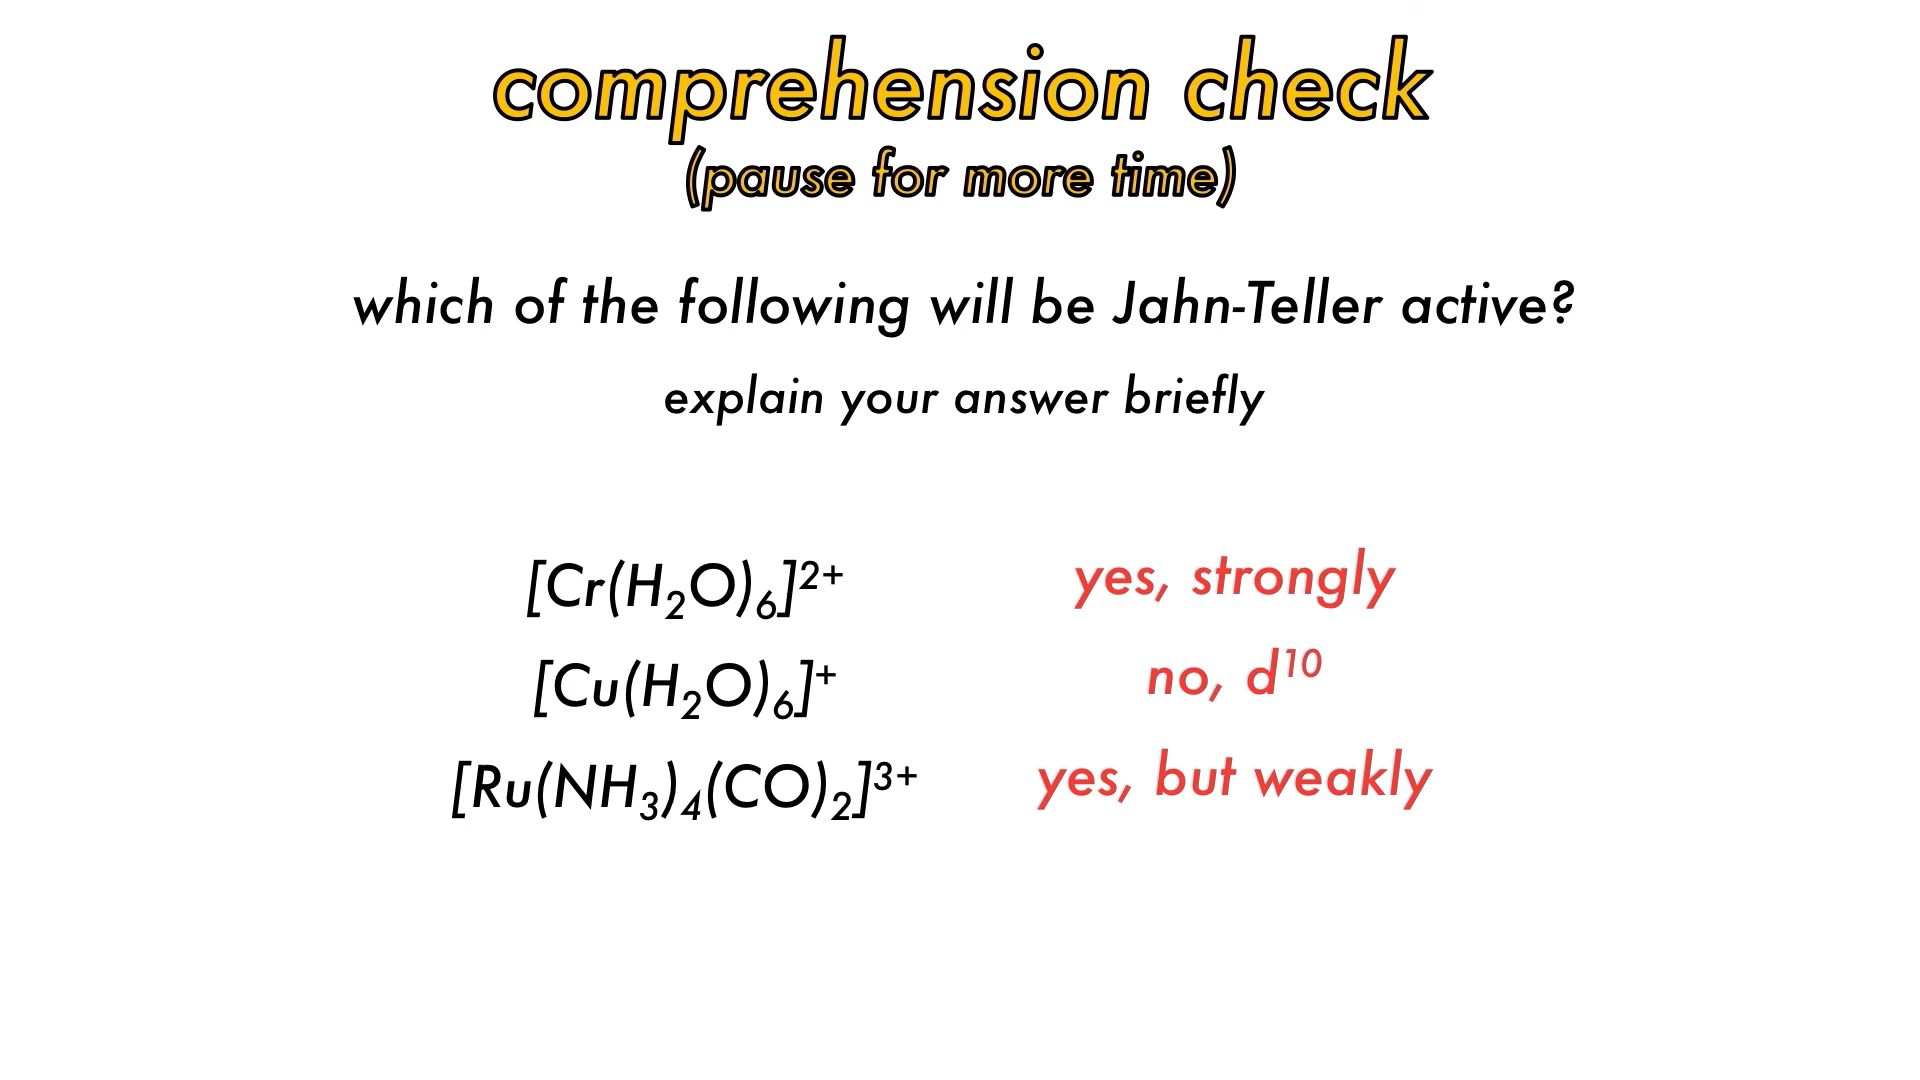 comprehension check
(pause for more time)
which of the following will be Jahn-Teller active?
explain your answer briefly
[Cr(H₂O)₆]²⁺ yes, strongly
[Cu(H₂O)₆]⁺ no, d¹⁰
[Ru(NH₃)₄(CO)₂]³⁺ yes, but weakly